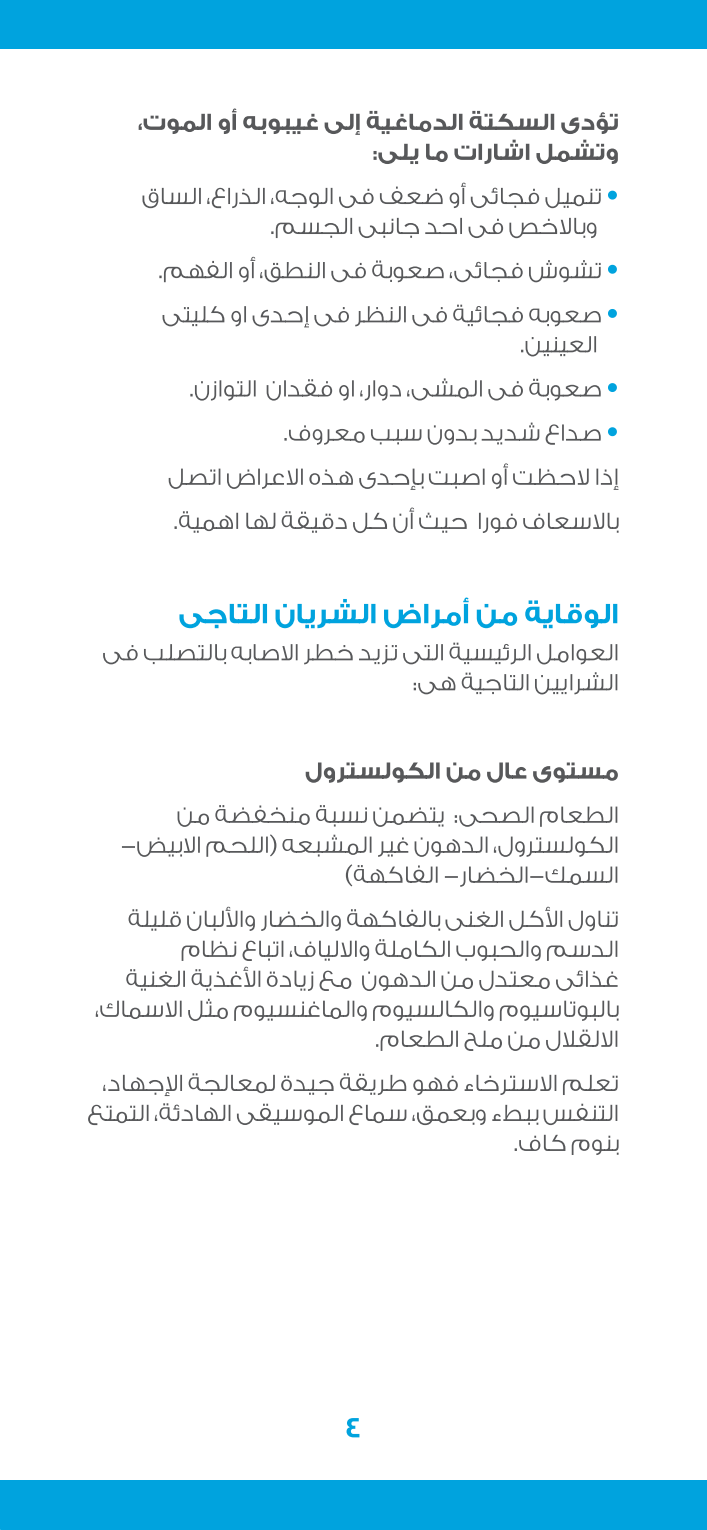 تؤدى السكتة الدماغية إلى غيبوبه أو الموت،
وتشمل اشارات ما يلى:
• تنميل فجائى أو ضعف فى الوجه، الذراع، الساق
وبالاخص فى احد جانبى الجسم.
• تشوش فجائى، صعوبة فى النطق، أو الفهم.
• صعوبه فجائية فى النظر فى إحدى او كليتى
العينين.
• صعوبة فى المشى، دوار، او فقدان التوازن.
• صداع شديد بدون سبب معروف.
إذا لاحظت أو اصبت بإحدى هذه الاعراض اتصل
بالاسعاف فورا حيث أن كل دقيقة لها اهمية.
الوقاية من أمراض الشريان التاجى
العوامل الرئيسية التى تزيد خطر الاصابه بالتصلب فى
الشرايين التاجية هى:
مستوى عال من الكولسترول
الطعام الصحى: يتضمن نسبة منخفضة من
الكولسترول، الدهون غير المشبعه (اللحم الابيض-
السمك-الخضار- الفاكهة)
تناول الأكل الغنى بالفاكهة والخضار والألبان قليلة
الدسم والحبوب الكاملة والالياف، اتباع نظام
غذائى معتدل من الدهون مع زيادة الأغذية الغنية
بالبوتاسيوم والكالسيوم والماغنسيوم مثل الاسماك،
الالقلال من ملح الطعام.
تعلم الاسترخاء فهو طريقة جيدة لمعالجة الإجهاد،
التنفس ببطء وبعمق، سماع الموسيقى الهادئة، التمتع
بنوم كاف.
٤